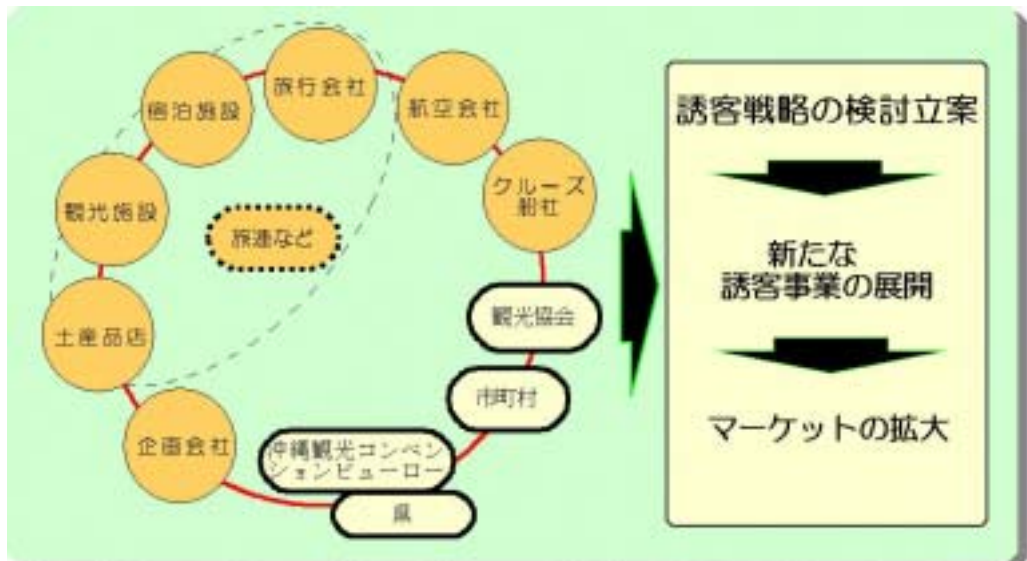 旅行会社
航空会社
宿泊施設
クルーズ
船社
観光施設
旅連など
土産品店
企画会社
観光協会
市町村
沖縄観光コンベン
ションビューロー
県
誘客戦略の検討立案
新たな
誘客事業の展開
マーケットの拡大